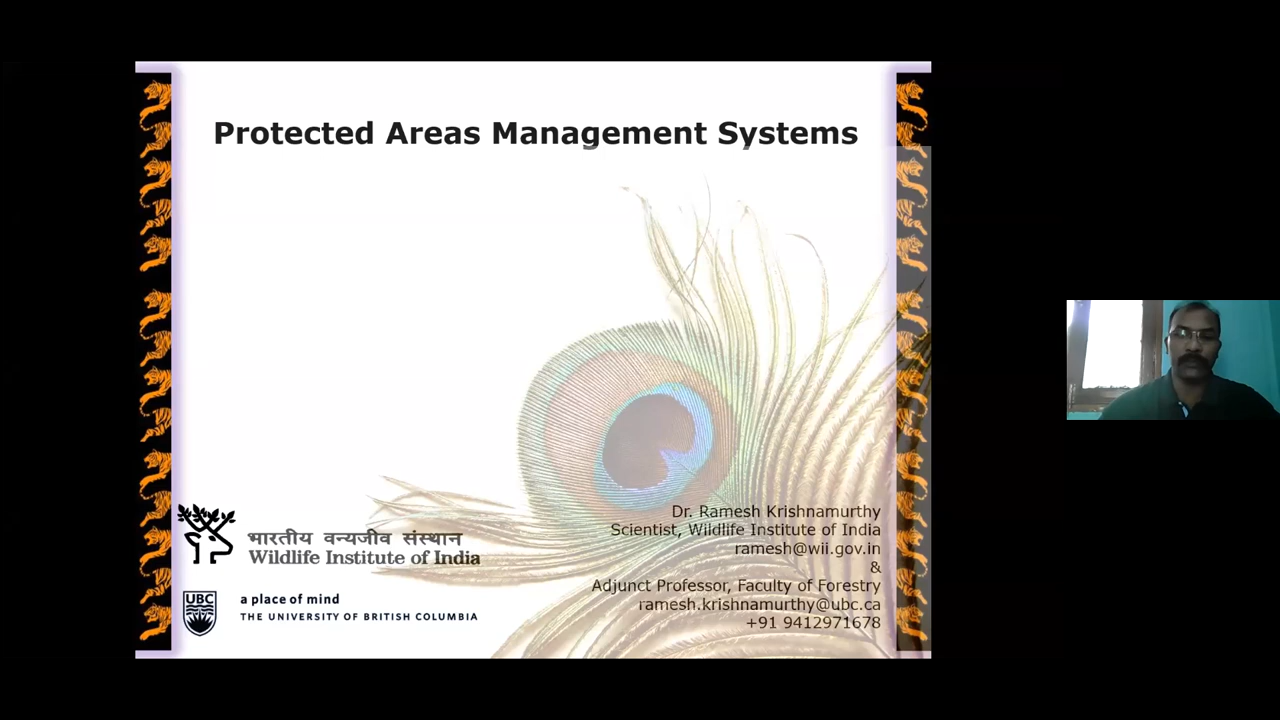 Protected Areas Management Systems
भारतीय वन्यजीव संस्थान
Wildlife Institute of India
UBC
a place of mind
THE UNIVERSITY OF BRITISH COLUMBIA
Dr. Ramesh Krishnamurthy
Scientist, Wildlife Institute of India
ramesh@wii.gov.in
&
Adjunct Professor, Faculty of Forestry
ramesh.krishnamurthy@ubc.ca
+91 9412971678